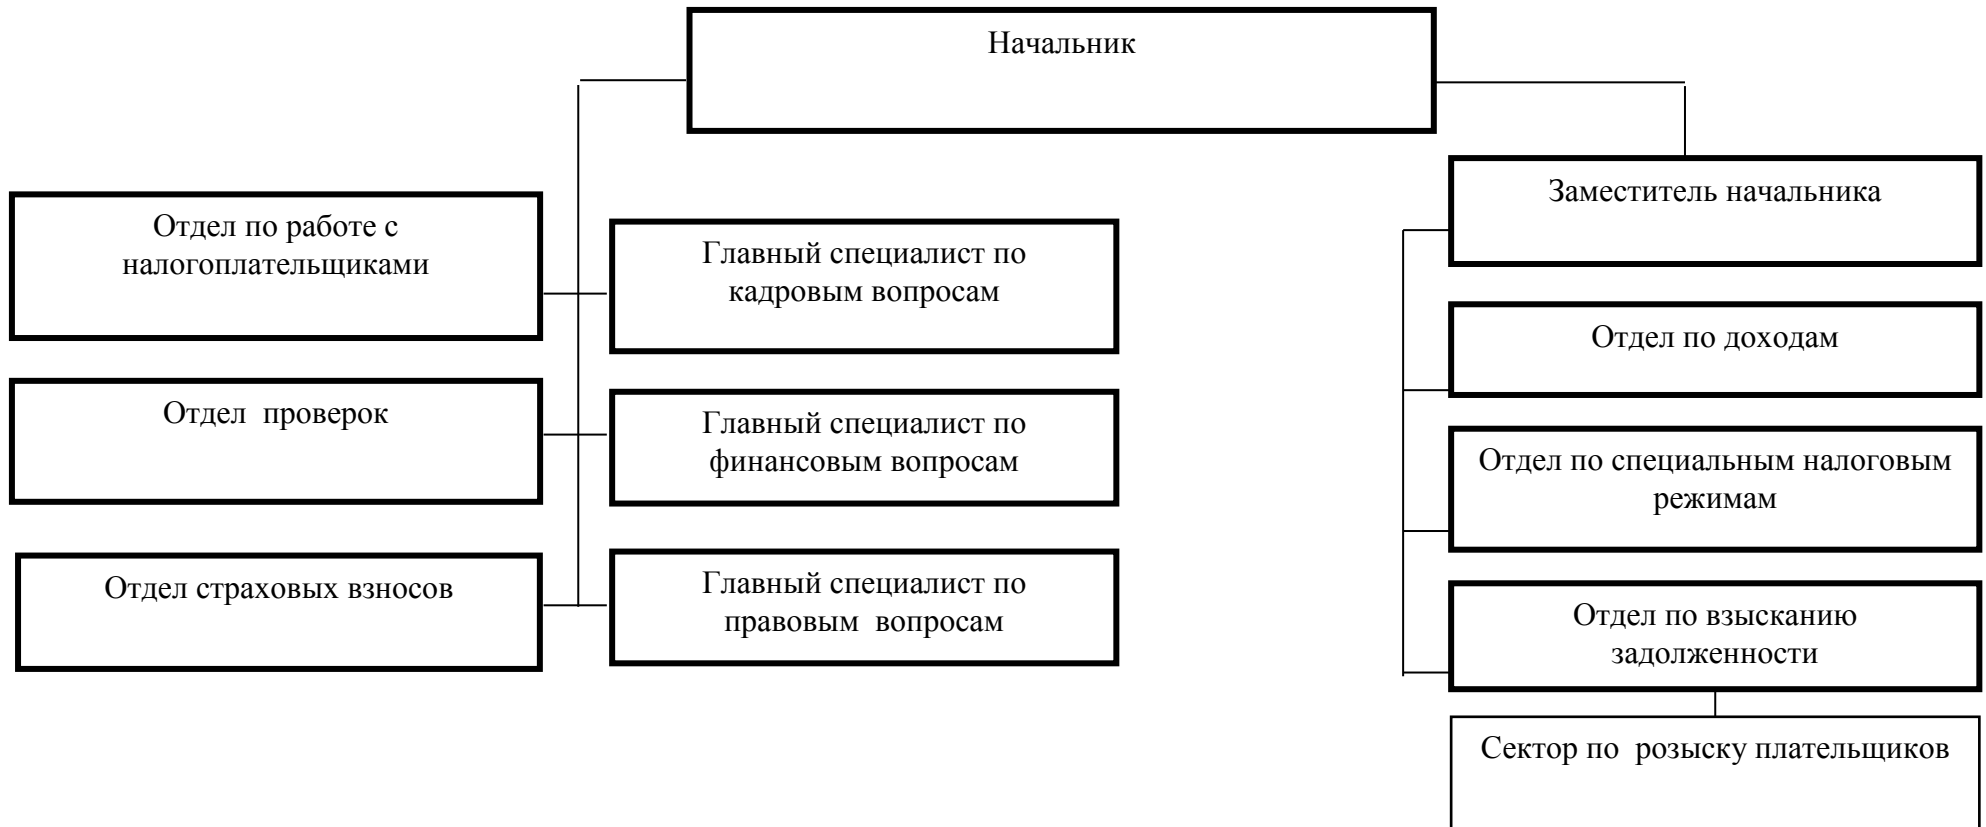 Начальник
Заместитель начальника
Отдел по работе с
налогоплательщиками
Главный специалист по
кадровым вопросам
Отдел по доходам
Отдел  проверок
Главный специалист по
финансовым вопросам
Отдел по специальным налоговым
режимам
Отдел страховых взносов
Главный специалист по
правовым  вопросам
Отдел по взысканию
задолженности
Сектор по  розыску плательщиков